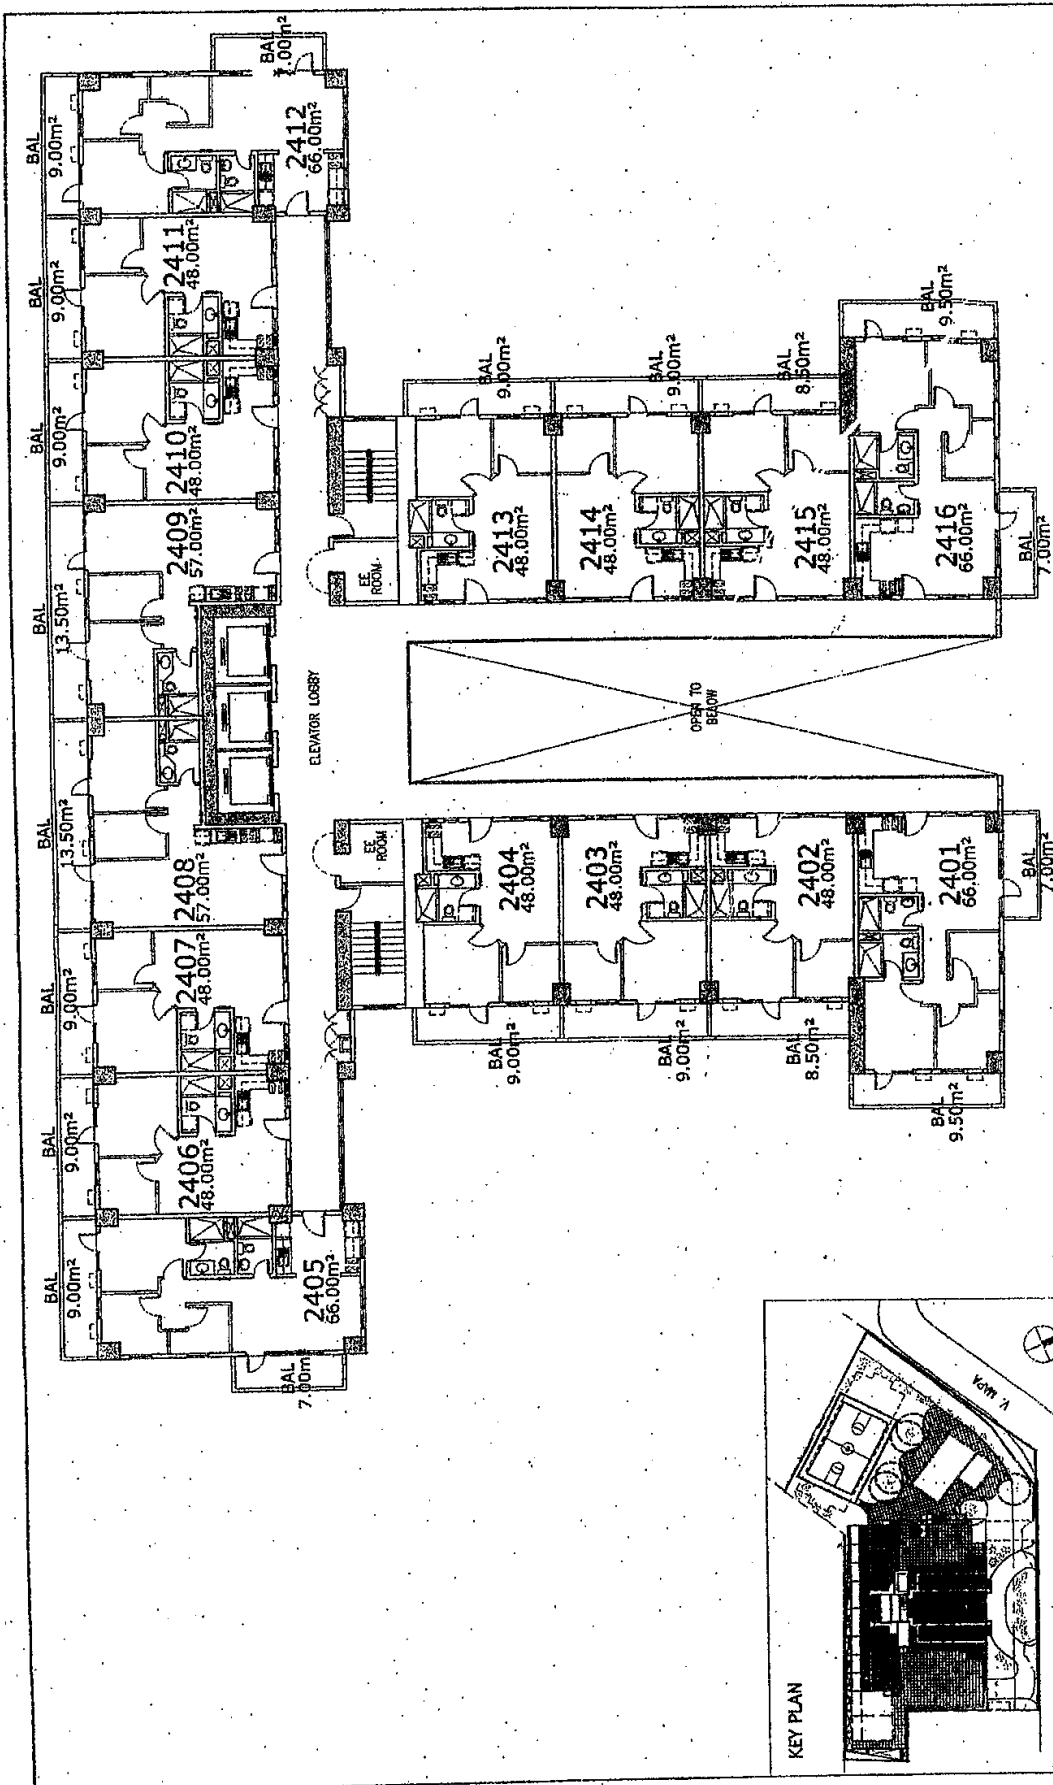 BAL
7.00m²
BAL
9.00m²
2412
66.00m²
BAL
9.00m²
2411
48.00m²
BAL
9.00m²
2410
48.00m²
BAL
13.50m²
2409
57.00m²
BAL
13.50m²
2408
57.00m²
BAL
9.00m²
2407
48.00m²
BAL
9.00m²
2406
48.00m²
BAL
9.00m²
2405
66.00m²
BAL
7.00m
ELEVATOR LOBBY
EE
ROOM
EE
ROOM
OPEN TO
BELOW
BAL
9.00m²
2413
48.00m²
BAL
9.00m²
2414
48.00m²
BAL
8.50m²
2415
48.00m²
BAL
9.50m²
2416
66.00m²
BAL
7.00m²
2404
48.00m²
BAL
9.00m²
2403
48.00m²
BAL
9.00m²
2402
48.00m²
BAL
8.50m²
2401
66.00m²
BAL
7.00m²
BAL
9.50m²
KEY PLAN
V. MAPA